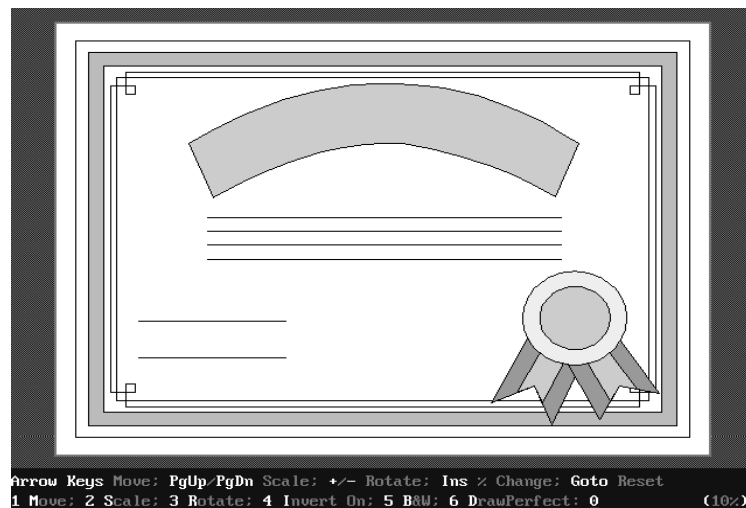 Arrow Keys Move; PgUp/PgDn Scale; +/- Rotate; Ins % Change; Goto Reset
1 Move; 2 Scale; 3 Rotate; 4 Invert On; 5 B&W; 6 DrawPerfect: 0 (10%)